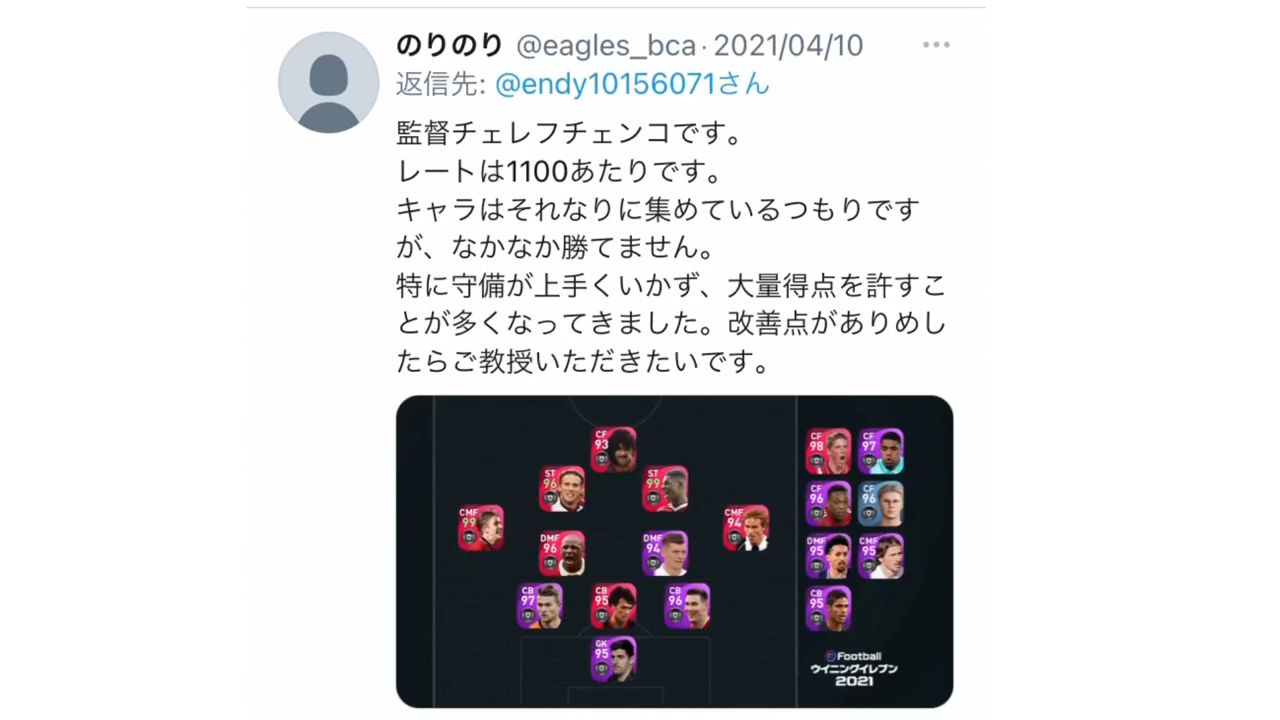 のりのり @eagles_bca · 2021/04/10
返信先: @endy10156071さん
監督チェレフチェンコです。
レートは1100あたりです。
キャラはそれなりに集めているつもりです
が、なかなか勝てません。
特に守備が上手くいかず、大量得点を許すこ
とが多くなってきました。改善点がありめし
たらご教授いただきたいです。
CF 93
ST 96
ST 99
CMF 99
CMF 94
DMF 96
DMF 94
CB 97
CB 95
CB 96
GK 95
CF 98
CF 97
CF 96
CF 96
DMF 95
CMF 95
CB 95
eFootball
ウイニングイレブン
2021